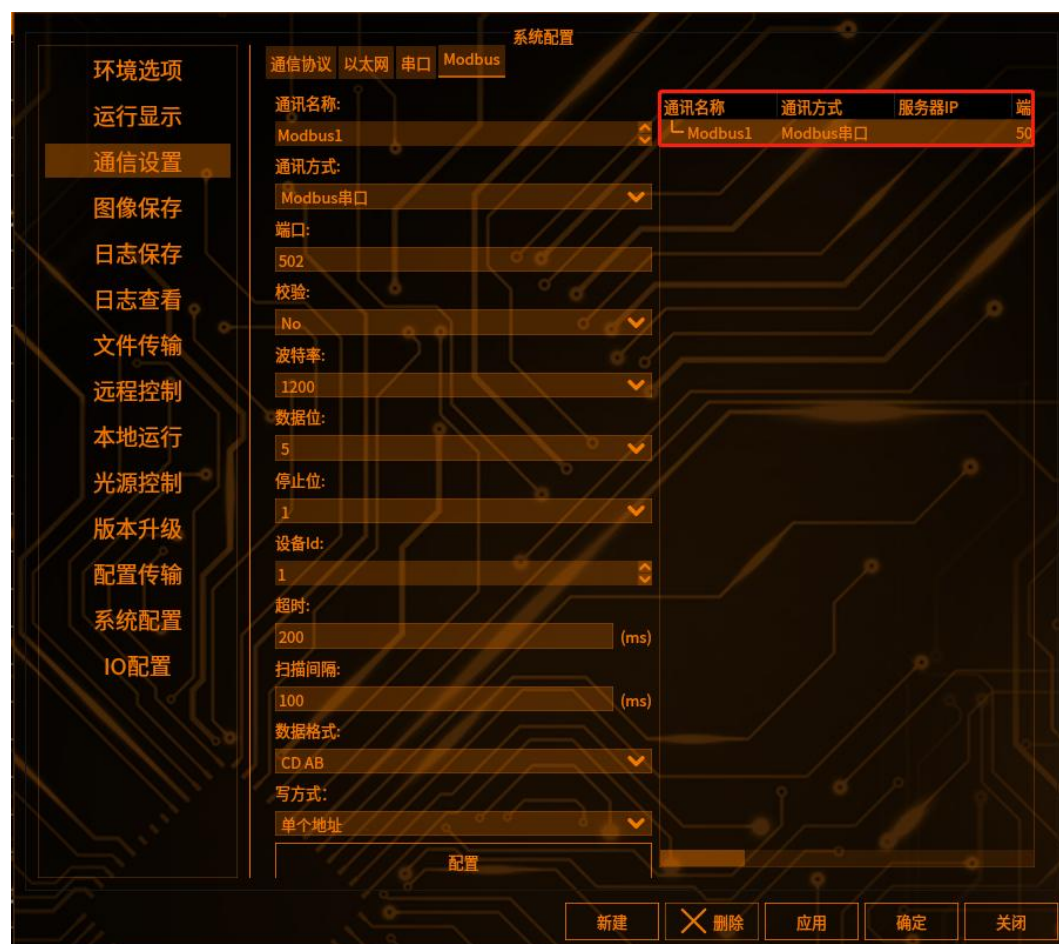 系统配置
环境选项
运行显示
通信设置
图像保存
日志保存
日志查看
文件传输
远程控制
本地运行
光源控制
版本升级
配置传输
系统配置
IO配置
通信协议 以太网 串口 Modbus
通讯名称:
Modbus1
通讯方式:
Modbus串口
端口:
502
校验:
No
波特率:
1200
数据位:
5
停止位:
1
设备Id:
1
超时:
200 (ms)
扫描间隔:
100 (ms)
数据格式:
CD AB
写方式:
单个地址
配置
通讯名称 通讯方式 服务器IP 端
Modbus1 Modbus串口 50
新建 删除 应用 确定 关闭